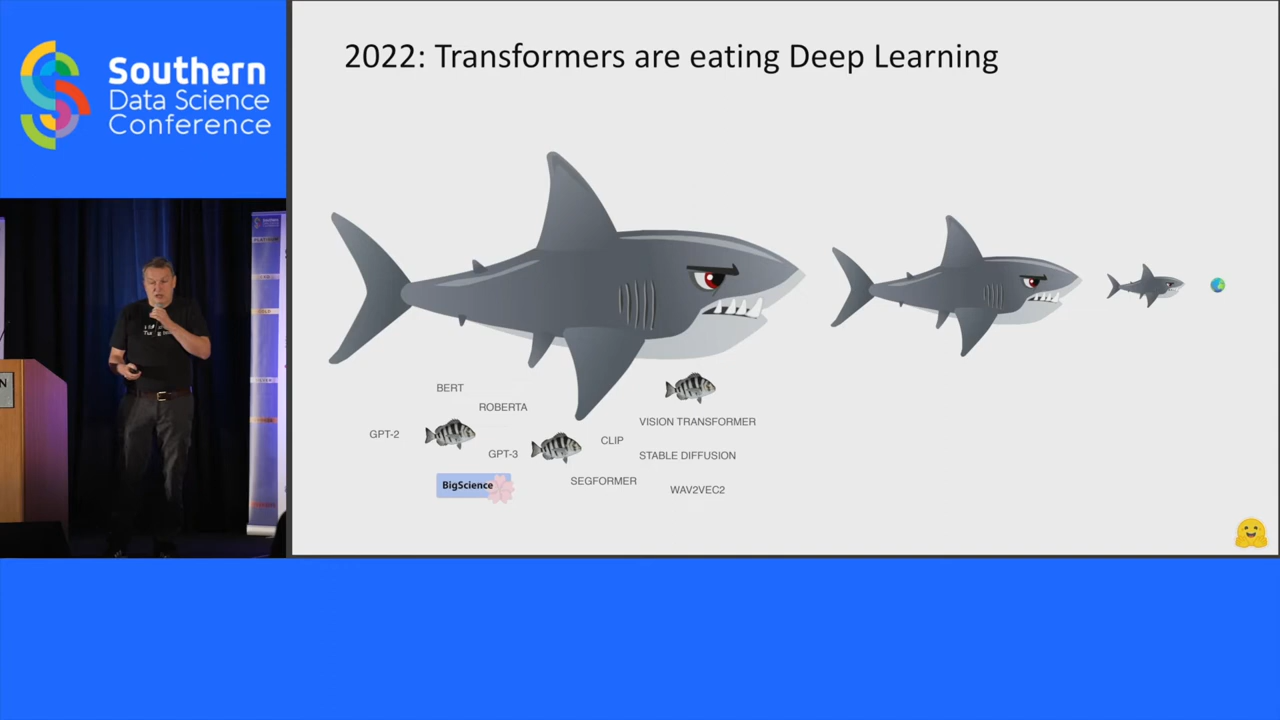 Southern
Data Science
Conference
2022: Transformers are eating Deep Learning
BERT
ROBERTA
GPT-2
GPT-3
CLIP
VISION TRANSFORMER
STABLE DIFFUSION
SEGFORMER
BigScience
WAV2VEC2